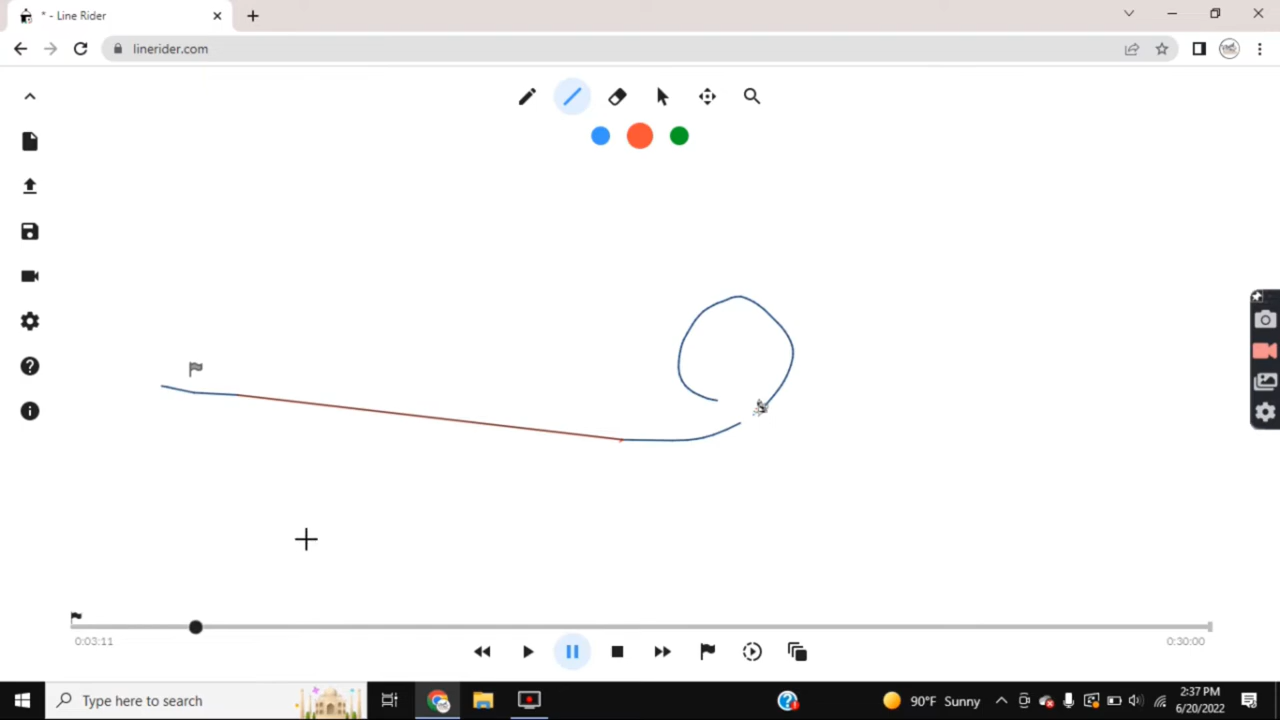 * - Line Rider
linerider.com
0:03:11
0:30:00
Type here to search
90°F Sunny
2:37 PM
6/20/2022